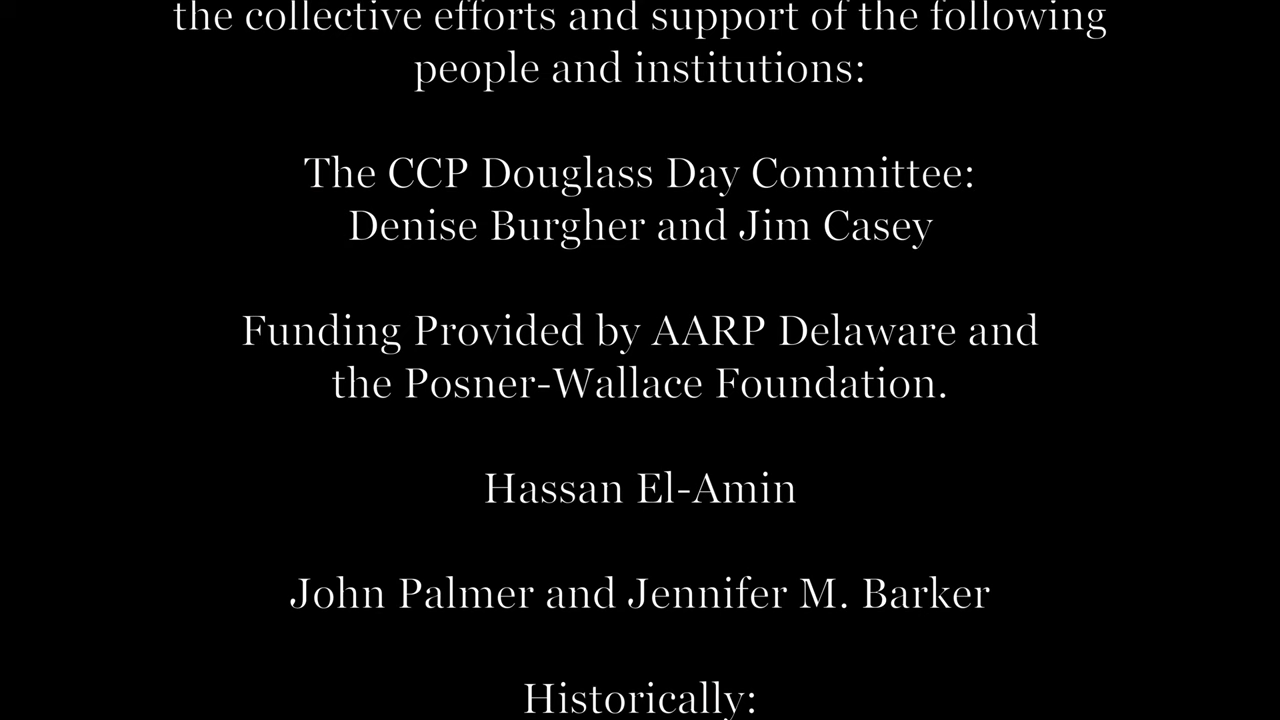 the collective efforts and support of the following
people and institutions:
The CCP Douglass Day Committee:
Denise Burgher and Jim Casey
Funding Provided by AARP Delaware and
the Posner-Wallace Foundation.
Hassan El-Amin
John Palmer and Jennifer M. Barker
Historically: